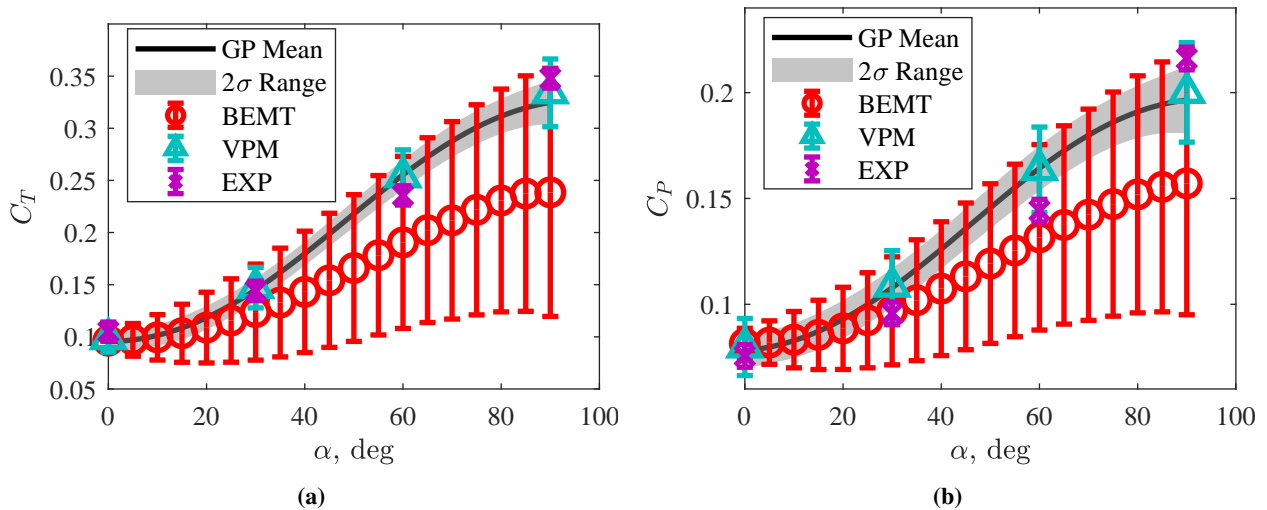 GP Mean
2σ Range
BEMT
VPM
EXP
0.35
0.3
0.25
0.2
0.15
0.1
0.05
C_T
0 20 40 60 80 100
α, deg
(a)
GP Mean
2σ Range
BEMT
VPM
EXP
0.2
0.15
0.1
C_P
0 20 40 60 80 100
α, deg
(b)